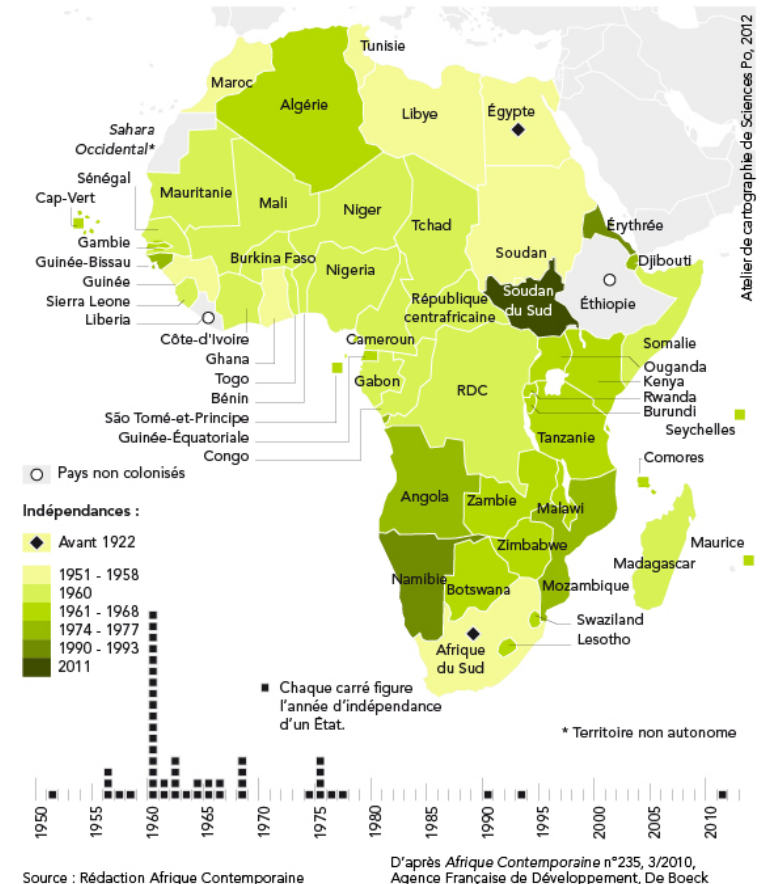 Tunisie
Maroc
Algérie
Libye
Égypte
Sahara
Occidental*
Sénégal
Cap-Vert
Mauritanie
Mali
Niger
Tchad
Soudan
Érythrée
Djibouti
Gambie
Guinée-Bissau
Guinée
Sierra Leone
Liberia
Burkina Faso
Nigeria
Soudan
du Sud
Éthiopie
République
centrafricaine
Côte-d'Ivoire
Ghana
Togo
Bénin
São Tomé-et-Principe
Guinée-Équatoriale
Congo
Cameroun
Gabon
RDC
Somalie
Ouganda
Kenya
Rwanda
Burundi
Seychelles
Tanzanie
Comores
Angola
Zambie
Malawi
Zimbabwe
Maurice
Madagascar
Namibie
Botswana
Mozambique
Swaziland
Lesotho
Afrique
du Sud
Pays non colonisés
Indépendances :
Avant 1922
1951 - 1958
1960
1961 - 1968
1974 - 1977
1990 - 1993
2011
Chaque carré figure
l'année d'indépendance
d'un État.
* Territoire non autonome
1950
1955
1960
1965
1970
1975
1980
1985
1990
1995
2000
2005
2010
Source : Rédaction Afrique Contemporaine
D'après Afrique Contemporaine n°235, 3/2010,
Agence Française de Développement, De Boeck
Atelier de cartographie de Sciences Po, 2012